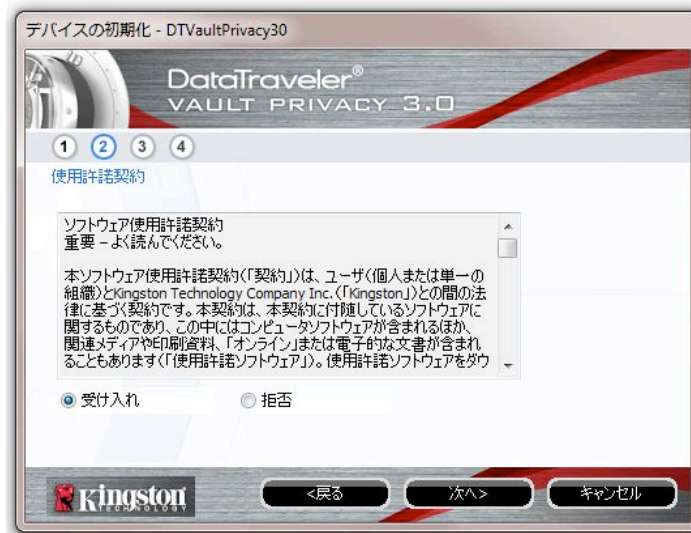 デバイスの初期化 - DTVaultPrivacy30
DataTraveler®
VAULT PRIVACY 3.0
1 2 3 4
使用許諾契約
ソフトウェア使用許諾契約
重要 – よく読んでください。
本ソフトウェア使用許諾契約(「契約」)は、ユーザ(個人または単一の
組織)とKingston Technology Company Inc.(「Kingston」)との間の法
律に基づく契約です。本契約は、本契約に付随しているソフトウェアに
関するものであり、この中にはコンピュータソフトウェアが含まれるほか、
関連メディアや印刷資料、「オンライン」または電子的な文書が含まれ
ることもあります(「使用許諾ソフトウェア」)。使用許諾ソフトウェアをダウ
受け入れ 拒否
Kingston
TECHNOLOGY
<戻る 次へ> キャンセル